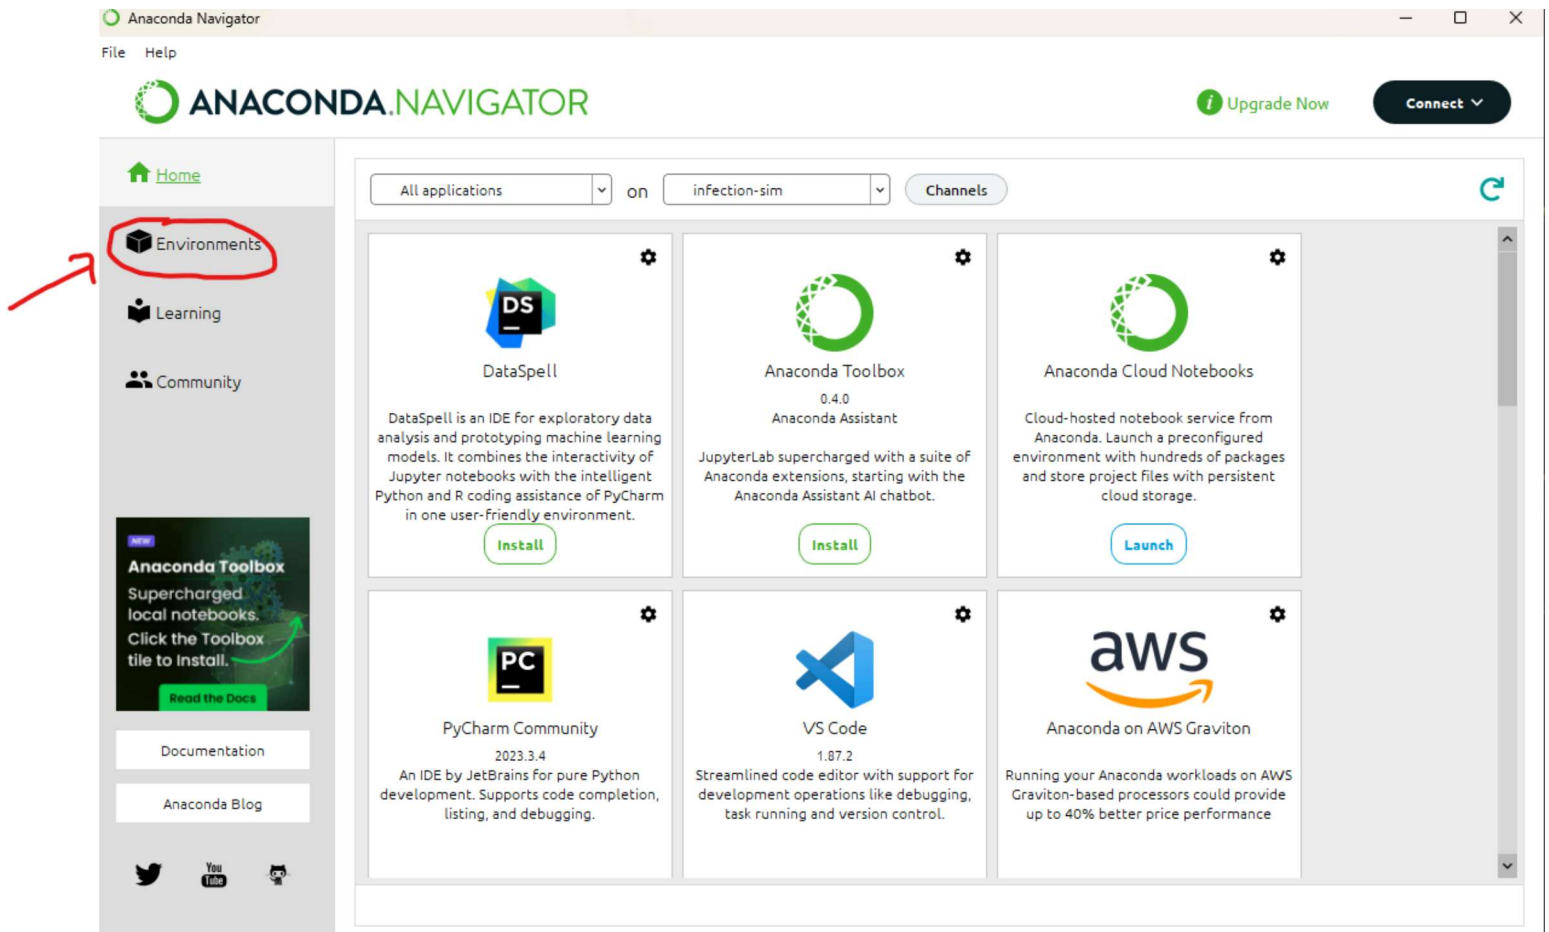 Anaconda Navigator
File Help
ANACONDA.NAVIGATOR
i Upgrade Now
Connect
Home
Environments
Learning
Community
All applications on infection-sim Channels
DS
DataSpell
DataSpell is an IDE for exploratory data
analysis and prototyping machine learning
models. It combines the interactivity of
Jupyter notebooks with the intelligent
Python and R coding assistance of PyCharm
in one user-friendly environment.
Install
Anaconda Toolbox
0.4.0
Anaconda Assistant
JupyterLab supercharged with a suite of
Anaconda extensions, starting with the
Anaconda Assistant AI chatbot.
Install
Anaconda Cloud Notebooks
Cloud-hosted notebook service from
Anaconda. Launch a preconfigured
environment with hundreds of packages
and store project files with persistent
cloud storage.
Launch
PC
PyCharm Community
2023.3.4
An IDE by JetBrains for pure Python
development. Supports code completion,
listing, and debugging.
VS Code
1.87.2
Streamlined code editor with support for
development operations like debugging,
task running and version control.
aws
Anaconda on AWS Graviton
Running your Anaconda workloads on AWS
Graviton-based processors could provide
up to 40% better price performance
NEW
Anaconda Toolbox
Supercharged
local notebooks.
Click the Toolbox
tile to Install.
Read the Docs
Documentation
Anaconda Blog
You
Tube